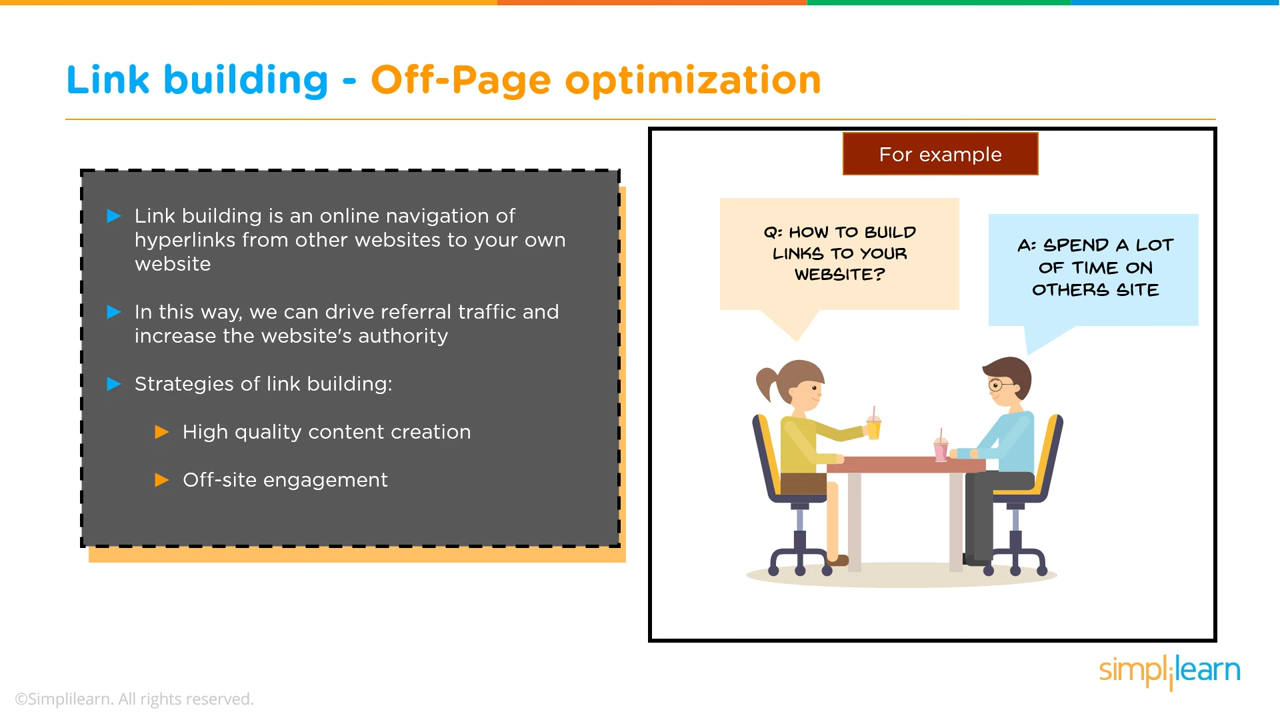 Link building - Off-Page optimization
Link building is an online navigation of
hyperlinks from other websites to your own
website
In this way, we can drive referral traffic and
increase the website's authority
Strategies of link building:
High quality content creation
Off-site engagement
For example
Q: HOW TO BUILD
LINKS TO YOUR
WEBSITE?
A: SPEND A LOT
OF TIME ON
OTHERS SITE
simplilearn
©Simplilearn. All rights reserved.